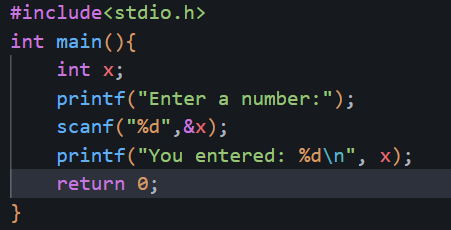 #include<stdio.h>
int main(){
    int x;
    printf("Enter a number:");
    scanf("%d",&x);
    printf("You entered: %d\n", x);
    return 0;
}